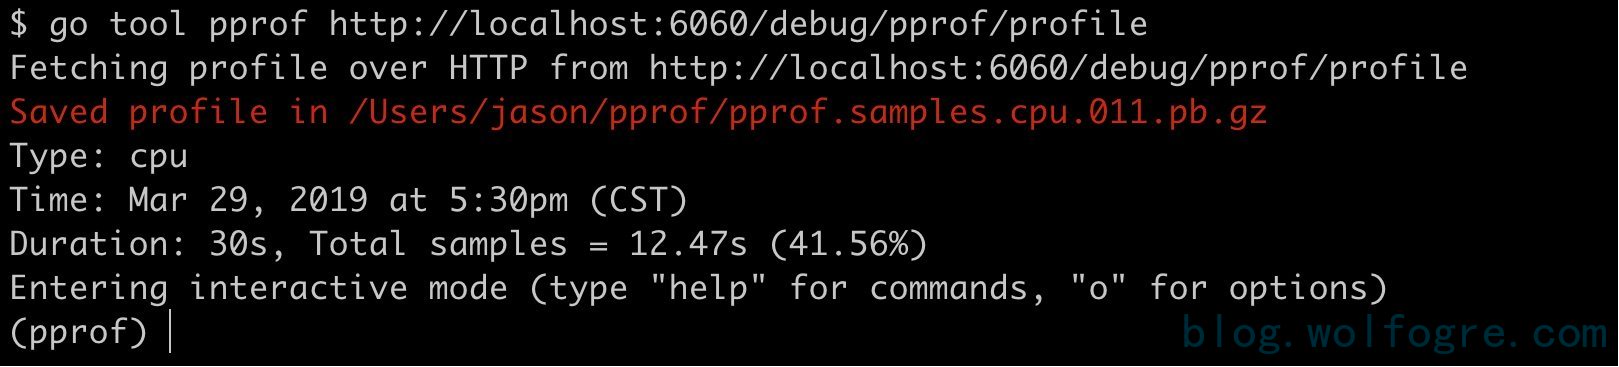 $ go tool pprof http://localhost:6060/debug/pprof/profile
Fetching profile over HTTP from http://localhost:6060/debug/pprof/profile
Saved profile in /Users/jason/pprof/pprof.samples.cpu.011.pb.gz
Type: cpu
Time: Mar 29, 2019 at 5:30pm (CST)
Duration: 30s, Total samples = 12.47s (41.56%)
Entering interactive mode (type "help" for commands, "o" for options)
(pprof)
blog.wolfogre.com